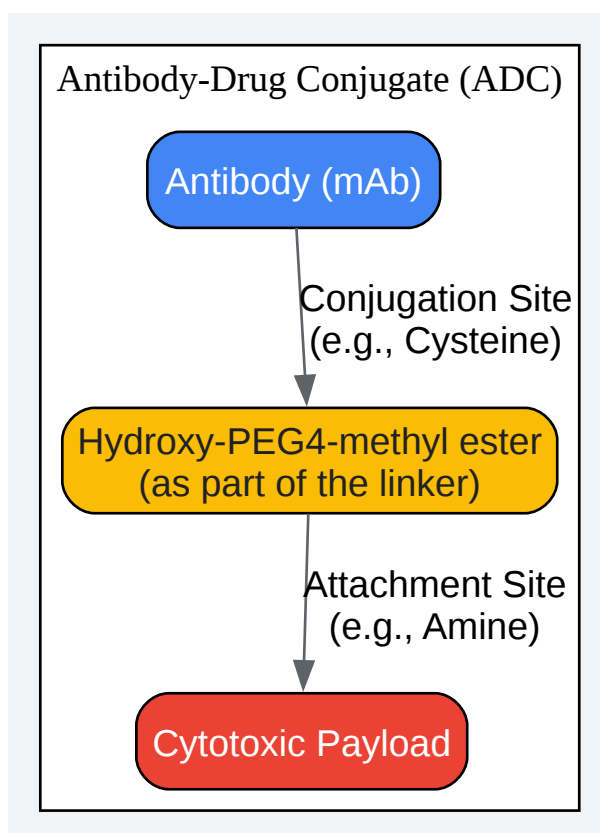 Antibody-Drug Conjugate (ADC)
Antibody (mAb)
Conjugation Site
(e.g., Cysteine)
Hydroxy-PEG4-methyl ester
(as part of the linker)
Attachment Site
(e.g., Amine)
Cytotoxic Payload